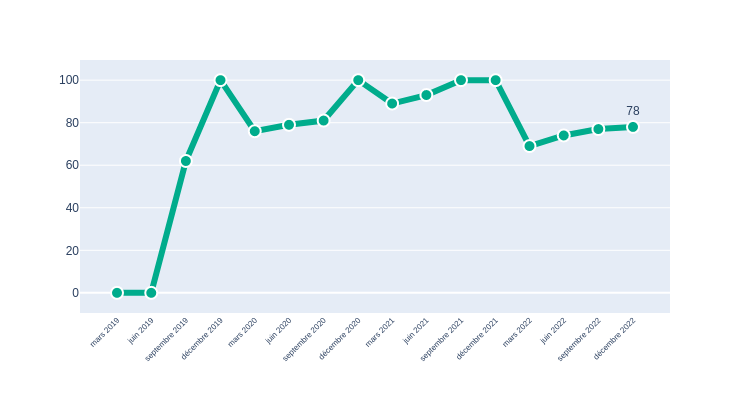 100
80
60
40
20
0
78
mars 2019
juin 2019
septembre 2019
décembre 2019
mars 2020
juin 2020
septembre 2020
décembre 2020
mars 2021
juin 2021
septembre 2021
décembre 2021
mars 2022
juin 2022
septembre 2022
décembre 2022